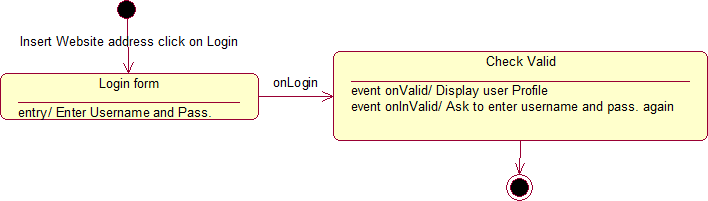 Insert Website address click on Login
Login form
entry/ Enter Username and Pass.
onLogin
Check Valid
event onValid/ Display user Profile
event onInValid/ Ask to enter username and pass. again